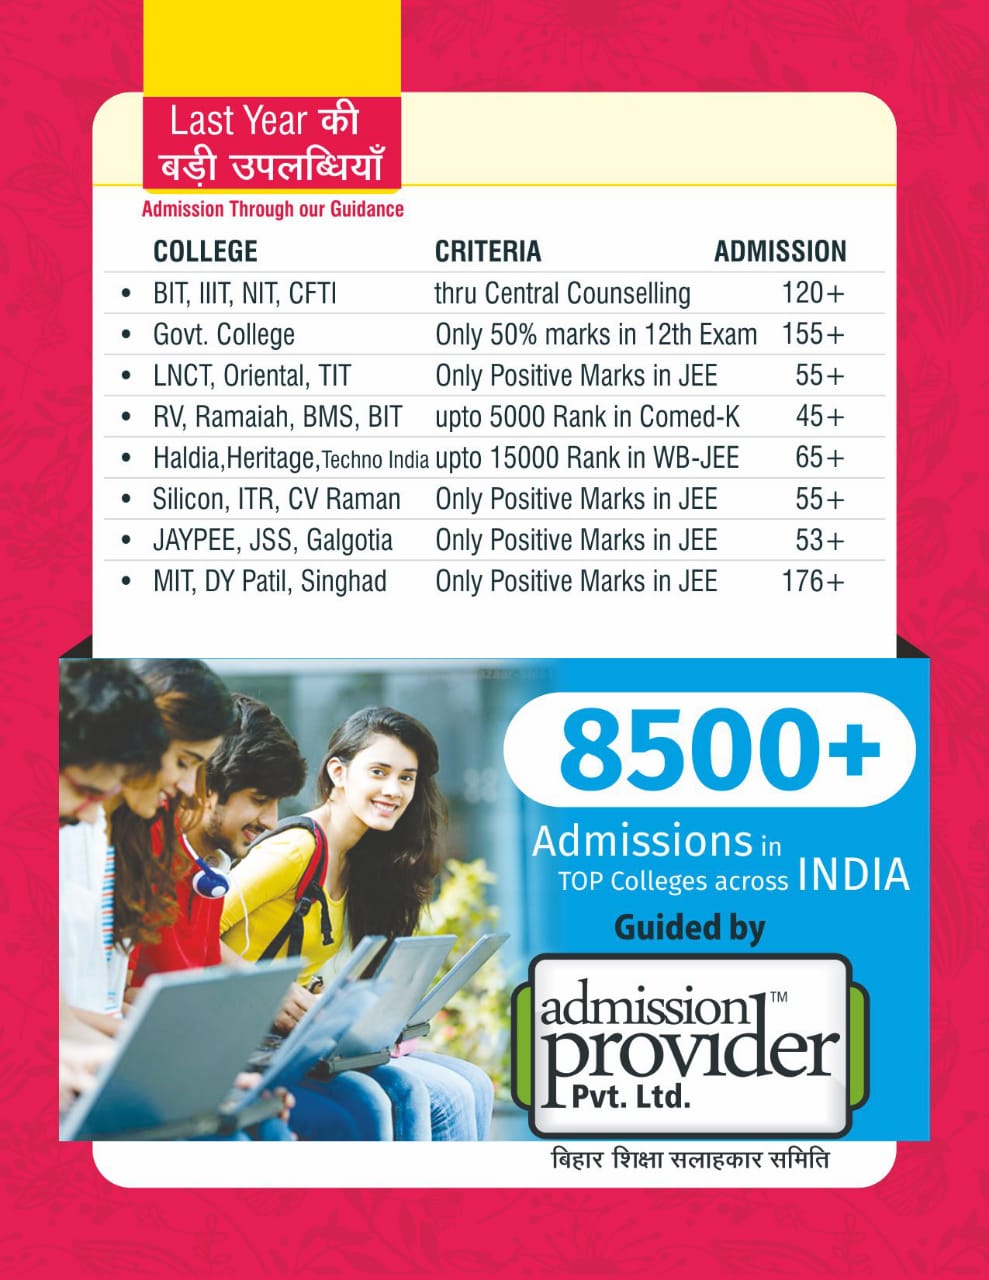 Last Year की
बड़ी उपलब्धियाँ
Admission Through our Guidance
COLLEGE CRITERIA ADMISSION
• BIT, IIIT, NIT, CFTI thru Central Counselling 120+
• Govt. College Only 50% marks in 12th Exam 155+
• LNCT, Oriental, TIT Only Positive Marks in JEE 55+
• RV, Ramaiah, BMS, BIT upto 5000 Rank in Comed-K 45+
• Haldia,Heritage,Techno India upto 15000 Rank in WB-JEE 65+
• Silicon, ITR, CV Raman Only Positive Marks in JEE 55+
• JAYPEE, JSS, Galgotia Only Positive Marks in JEE 53+
• MIT, DY Patil, Singhad Only Positive Marks in JEE 176+
8500+
Admissions in
TOP Colleges across INDIA
Guided by
admission™
provider
Pvt. Ltd.
बिहार शिक्षा सलाहकार समिति